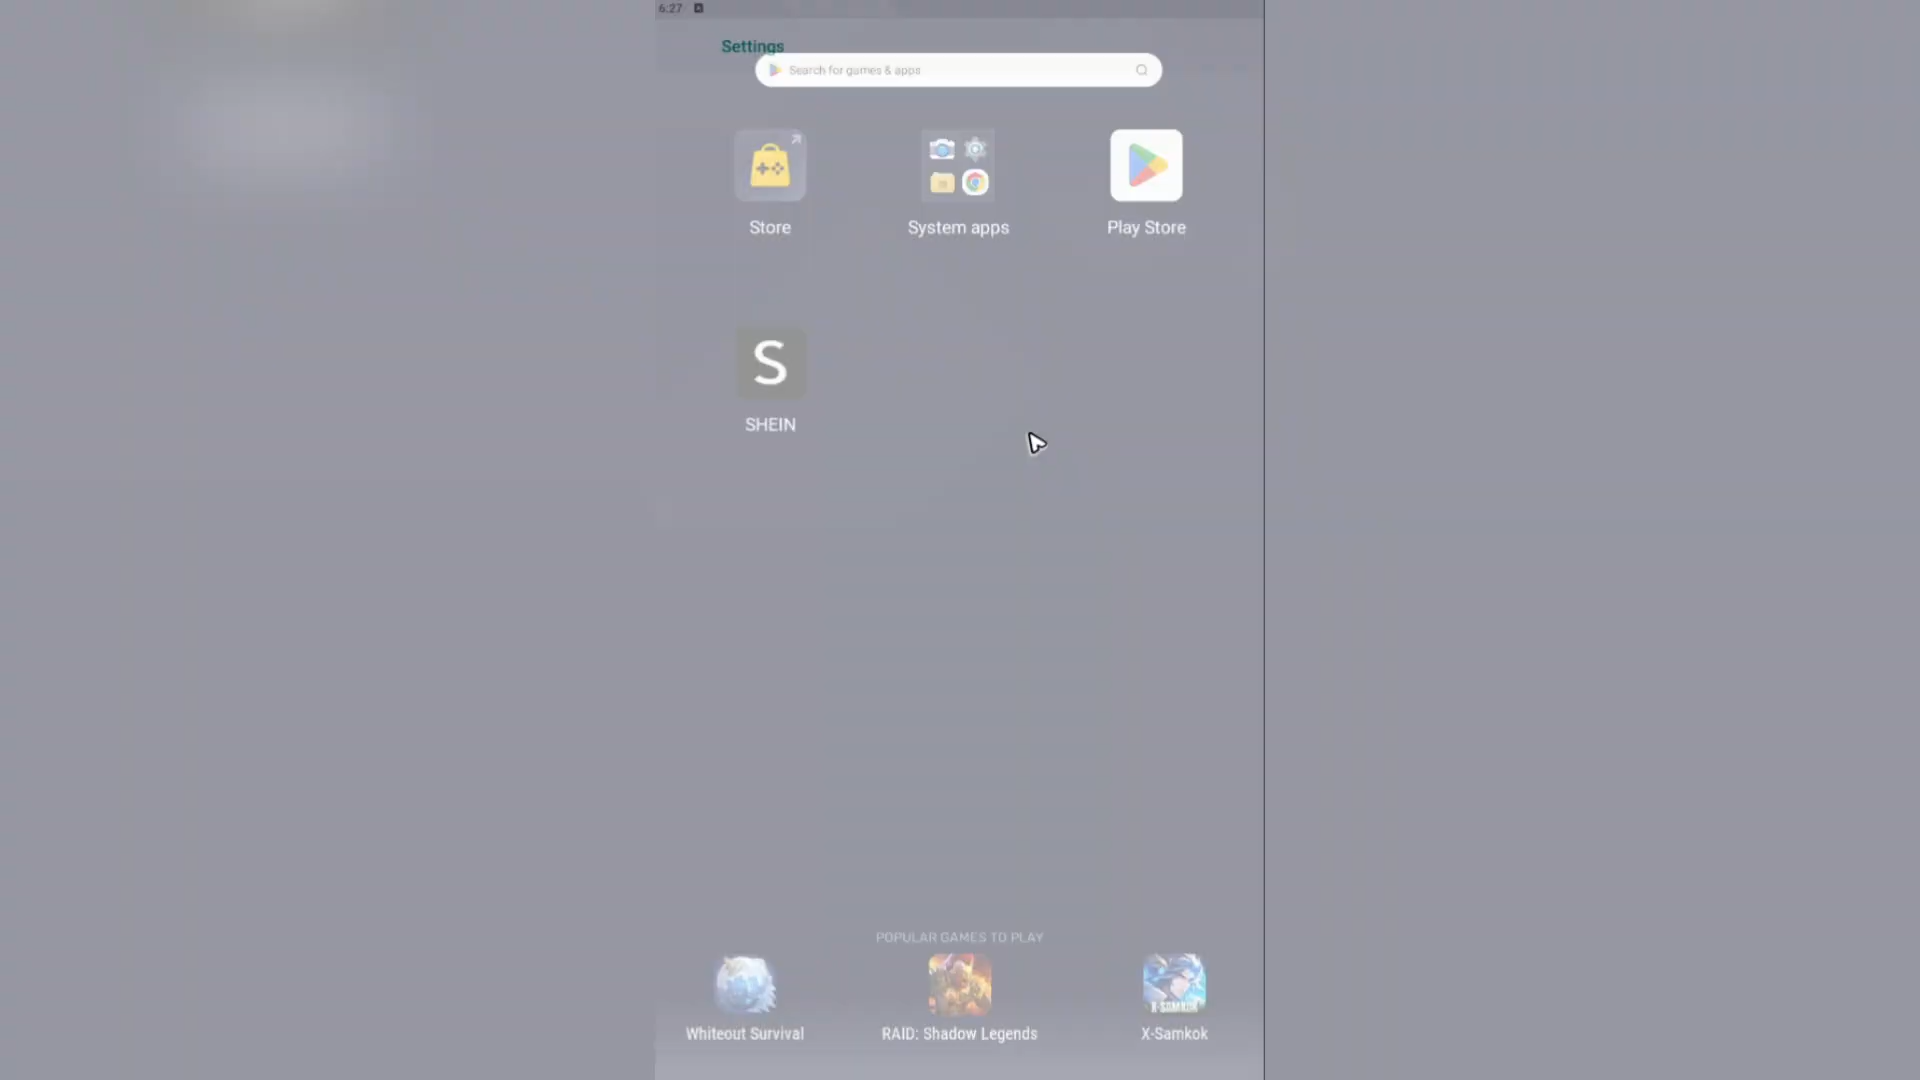 6:27
Settings
Search for games & apps
Store
System apps
Play Store
S
SHEIN
POPULAR GAMES TO PLAY
X-SAMKOK
Whiteout Survival
RAID: Shadow Legends
X-Samkok